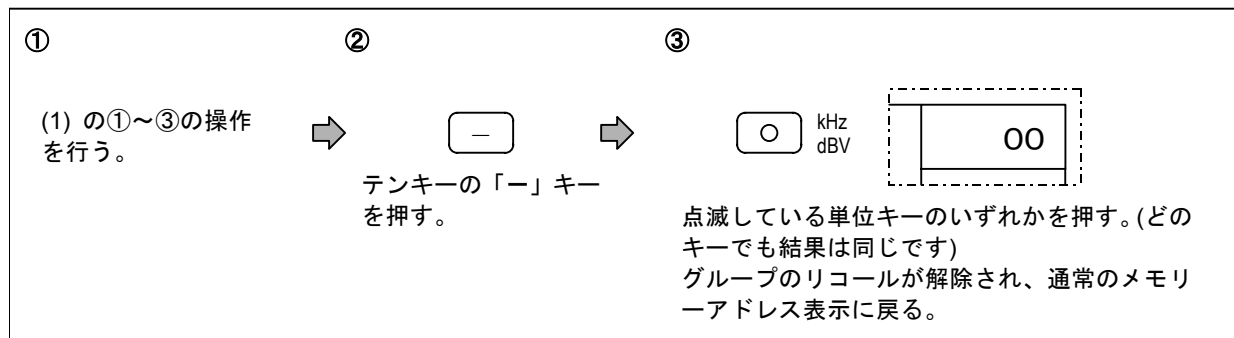 ①
(1) の①～③の操作
を行う。
②
－
テンキーの「ー」キー
を押す。
③
kHz
dBV
00
点滅している単位キーのいずれかを押す。(どの
キーでも結果は同じです)
グループのリコールが解除され、通常のメモリ
ーアドレス表示に戻る。